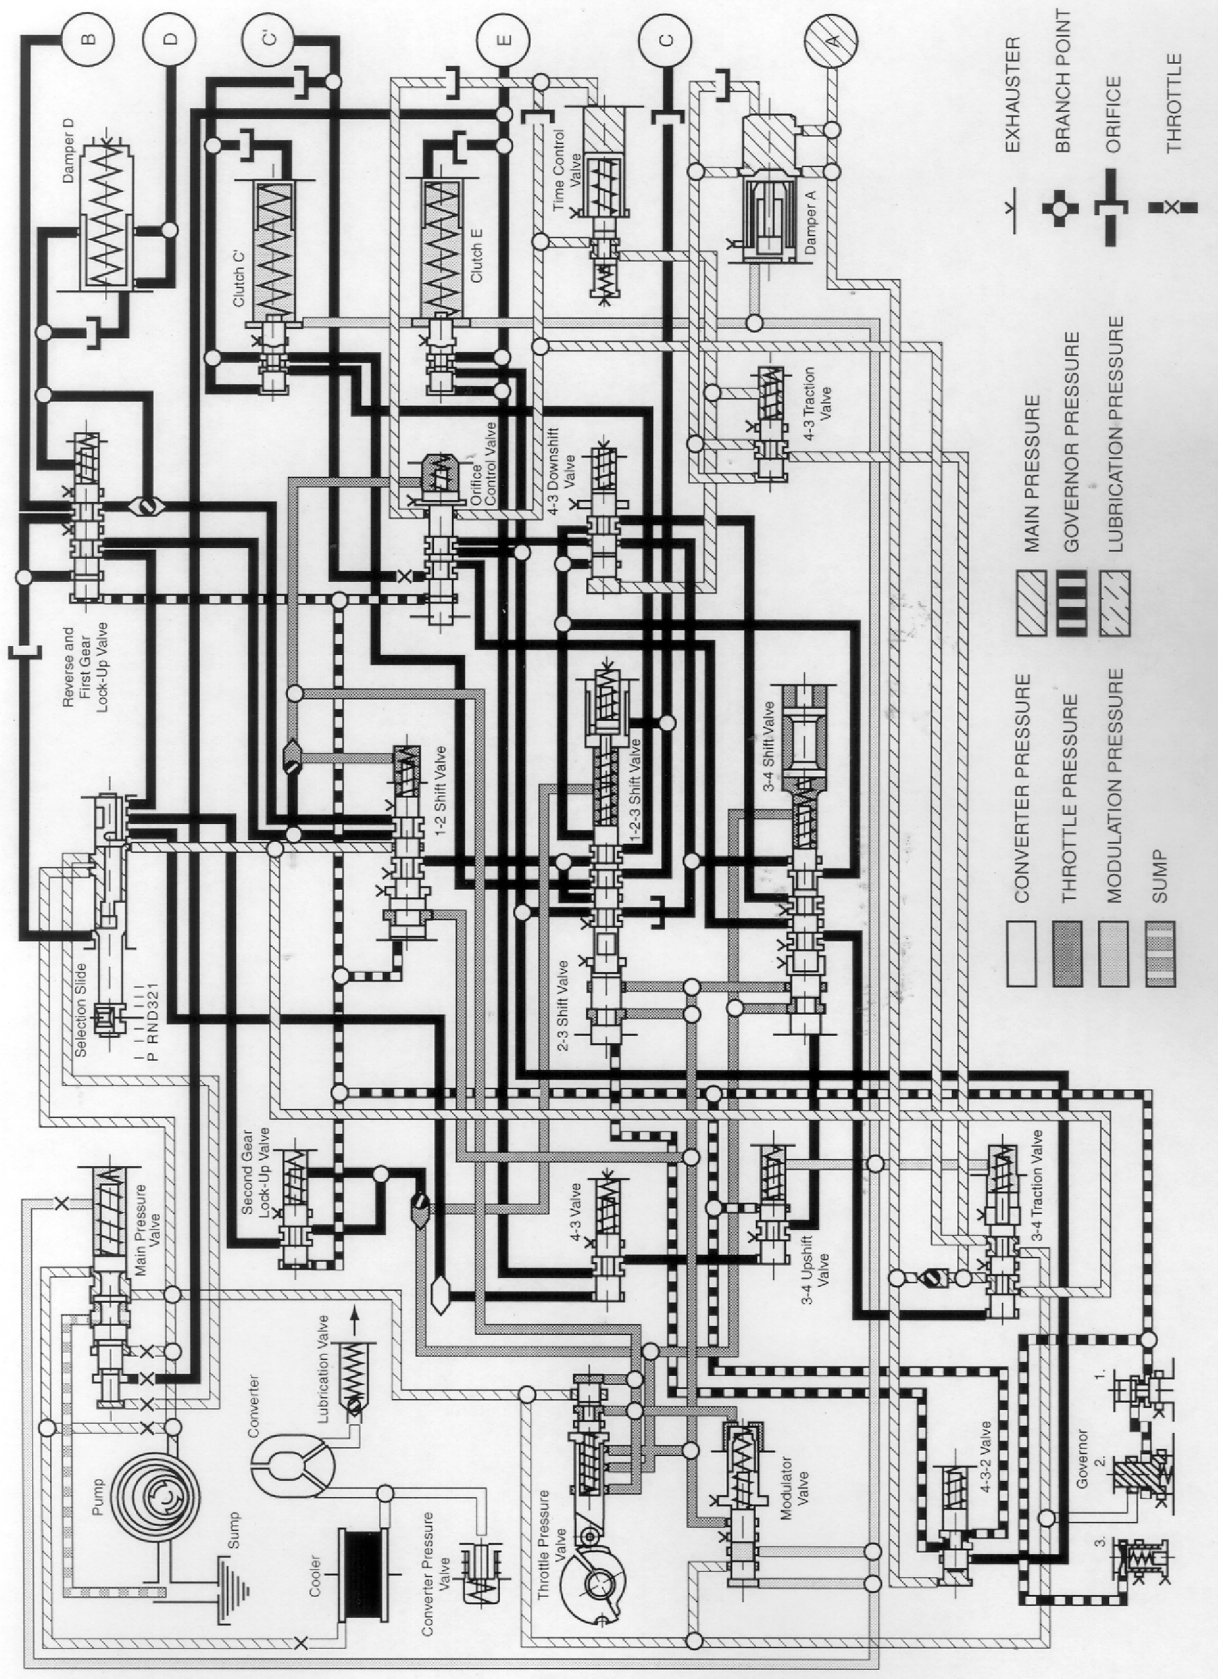 B
D
C'
E
C
A
Damper D
Clutch C'
Clutch E
Time Control
Valve
Damper A
Reverse and
First Gear
Lock-Up Valve
Orifice
Control Valve
4-3 Downshift
Valve
4-3 Traction
Valve
Selection Slide
P RND321
1-2 Shift Valve
1-2-3 Shift Valve
3-4 Shift Valve
2-3 Shift Valve
Main Pressure
Valve
Second Gear
Lock-Up Valve
4-3 Valve
3-4 Upshift
Valve
3-4 Traction Valve
Pump
Sump
Converter
Lubrication Valve
Cooler
Converter Pressure
Valve
Throttle Pressure
Valve
Modulator
Valve
4-3-2 Valve
Governor
1.
2.
3.
CONVERTER PRESSURE
THROTTLE PRESSURE
MODULATION PRESSURE
SUMP
MAIN PRESSURE
GOVERNOR PRESSURE
LUBRICATION PRESSURE
EXHAUSTER
BRANCH POINT
ORIFICE
THROTTLE